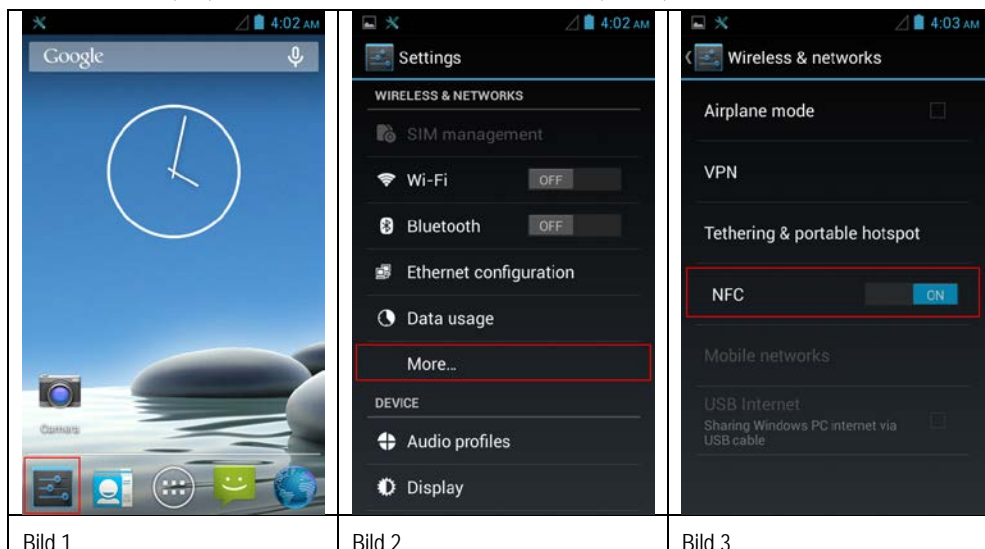 4:02 AM
Google
Camara
Bild 1
4:02 AM
Settings
WIRELESS & NETWORKS
SIM management
Wi-Fi OFF
Bluetooth OFF
Ethernet configuration
Data usage
More...
DEVICE
Audio profiles
Display
Bild 2
4:03 AM
Wireless & networks
Airplane mode
VPN
Tethering & portable hotspot
NFC ON
Mobile networks
USB Internet
Sharing Windows PC internet via
USB cable
Bild 3